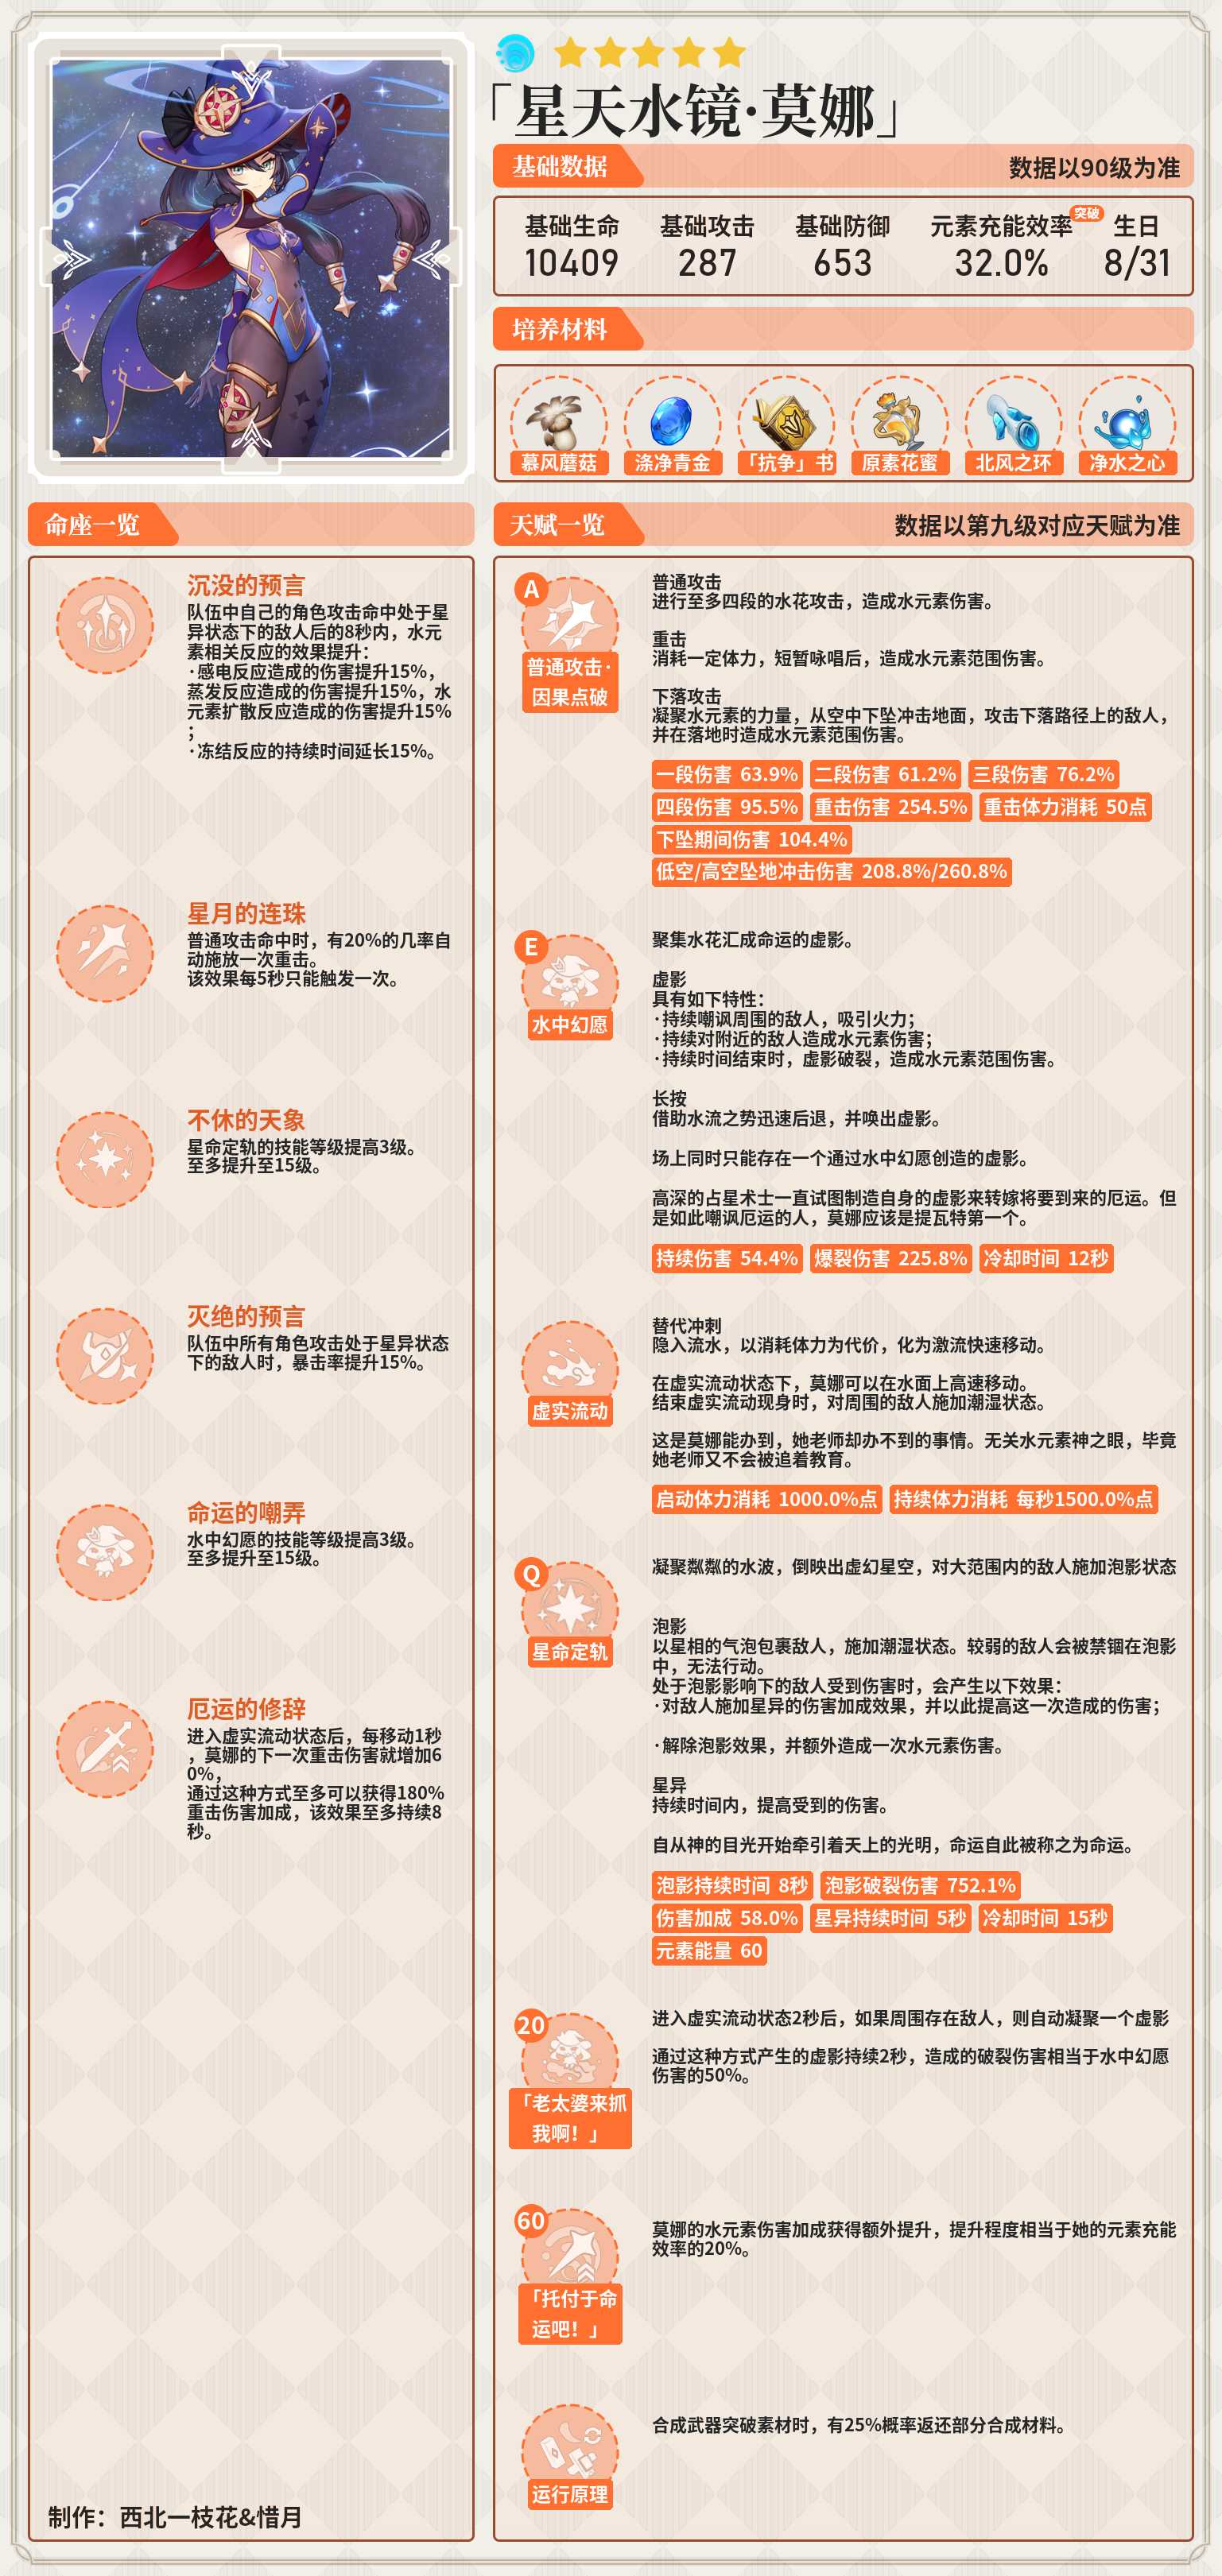 「星天水镜·莫娜」
基础数据
数据以90级为准
基础生命
基础攻击
基础防御
元素充能效率
突破
生日
10409
287
653
32.0%
8/31
培养材料
慕风蘑菇
涤净青金
「抗争」书
原素花蜜
北风之环
净水之心
命座一览
沉没的预言
队伍中自己的角色攻击命中处于星
异状态下的敌人后的8秒内，水元
素相关反应的效果提升：
·感电反应造成的伤害提升15%，
蒸发反应造成的伤害提升15%，水
元素扩散反应造成的伤害提升15%
；
·冻结反应的持续时间延长15%。
星月的连珠
普通攻击命中时，有20%的几率自
动施放一次重击。
该效果每5秒只能触发一次。
不休的天象
星命定轨的技能等级提高3级。
至多提升至15级。
灭绝的预言
队伍中所有角色攻击处于星异状态
下的敌人时，暴击率提升15%。
命运的嘲弄
水中幻愿的技能等级提高3级。
至多提升至15级。
厄运的修辞
进入虚实流动状态后，每移动1秒
，莫娜的下一次重击伤害就增加6
0%，
通过这种方式至多可以获得180%
重击伤害加成，该效果至多持续8
秒。
制作：西北一枝花&惜月
天赋一览
数据以第九级对应天赋为准
A
普通攻击·
因果点破
普通攻击
进行至多四段的水花攻击，造成水元素伤害。
重击
消耗一定体力，短暂咏唱后，造成水元素范围伤害。
下落攻击
凝聚水元素的力量，从空中下坠冲击地面，攻击下落路径上的敌人，
并在落地时造成水元素范围伤害。
一段伤害 63.9% 二段伤害 61.2% 三段伤害 76.2%
四段伤害 95.5% 重击伤害 254.5% 重击体力消耗 50点
下坠期间伤害 104.4%
低空/高空坠地冲击伤害 208.8%/260.8%
E
水中幻愿
聚集水花汇成命运的虚影。
虚影
具有如下特性：
·持续嘲讽周围的敌人，吸引火力；
·持续对附近的敌人造成水元素伤害；
·持续时间结束时，虚影破裂，造成水元素范围伤害。
长按
借助水流之势迅速后退，并唤出虚影。
场上同时只能存在一个通过水中幻愿创造的虚影。
高深的占星术士一直试图制造自身的虚影来转嫁将要到来的厄运。但
是如此嘲讽厄运的人，莫娜应该是提瓦特第一个。
持续伤害 54.4% 爆裂伤害 225.8% 冷却时间 12秒
虚实流动
替代冲刺
隐入流水，以消耗体力为代价，化为激流快速移动。
在虚实流动状态下，莫娜可以在水面上高速移动。
结束虚实流动现身时，对周围的敌人施加潮湿状态。
这是莫娜能办到，她老师却办不到的事情。无关水元素神之眼，毕竟
她老师又不会被追着教育。
启动体力消耗 1000.0%点 持续体力消耗 每秒1500.0%点
Q
星命定轨
凝聚粼粼的水波，倒映出虚幻星空，对大范围内的敌人施加泡影状态
泡影
以星相的气泡包裹敌人，施加潮湿状态。较弱的敌人会被禁锢在泡影
中，无法行动。
处于泡影影响下的敌人受到伤害时，会产生以下效果：
·对敌人施加星异的伤害加成效果，并以此提高这一次造成的伤害；
·解除泡影效果，并额外造成一次水元素伤害。
星异
持续时间内，提高受到的伤害。
自从神的目光开始牵引着天上的光明，命运自此被称之为命运。
泡影持续时间 8秒 泡影破裂伤害 752.1%
伤害加成 58.0% 星异持续时间 5秒 冷却时间 15秒
元素能量 60
20
「老太婆来抓
我啊！」
进入虚实流动状态2秒后，如果周围存在敌人，则自动凝聚一个虚影
通过这种方式产生的虚影持续2秒，造成的破裂伤害相当于水中幻愿
伤害的50%。
60
「托付于命
运吧！」
莫娜的水元素伤害加成获得额外提升，提升程度相当于她的元素充能
效率的20%。
运行原理
合成武器突破素材时，有25%概率返还部分合成材料。